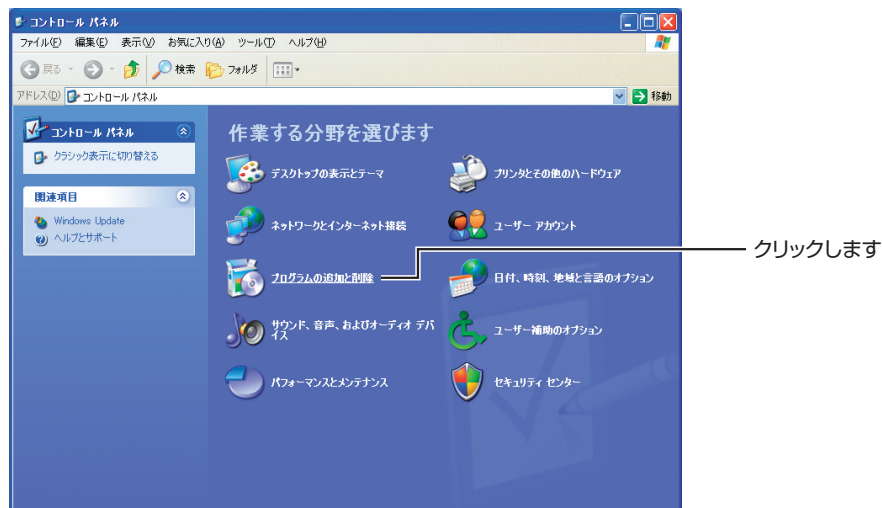 コントロール パネル
ファイル(F) 編集(E) 表示(V) お気に入り(A) ツール(T) ヘルプ(H)
戻る 検索 フォルダ
アドレス(D) コントロール パネル 移動
コントロール パネル
クラシック表示に切り替える
関連項目
Windows Update
ヘルプとサポート
作業する分野を選びます
デスクトップの表示とテーマ
プリンタとその他のハードウェア
ネットワークとインターネット接続
ユーザー アカウント
プログラムの追加と削除
日付、時刻、地域と言語のオプション
サウンド、音声、およびオーディオ デバ
イス
ユーザー補助のオプション
パフォーマンスとメンテナンス
セキュリティ センター
クリックします